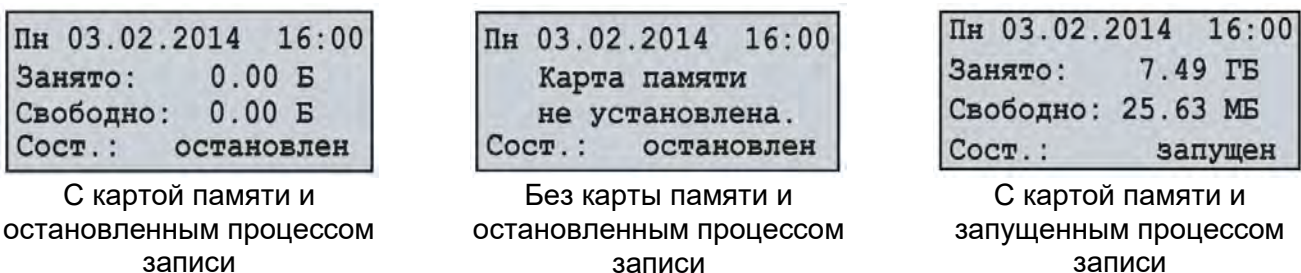 Пн 03.02.2014 16:00
Занято: 0.00 Б
Свободно: 0.00 Б
Сост.: остановлен
С картой памяти и
остановленным процессом
записи
Пн 03.02.2014 16:00
Карта памяти
не установлена.
Сост.: остановлен
Без карты памяти и
остановленным процессом
записи
Пн 03.02.2014 16:00
Занято: 7.49 ГБ
Свободно: 25.63 МБ
Сост.: запущен
С картой памяти и
запущенным процессом
записи